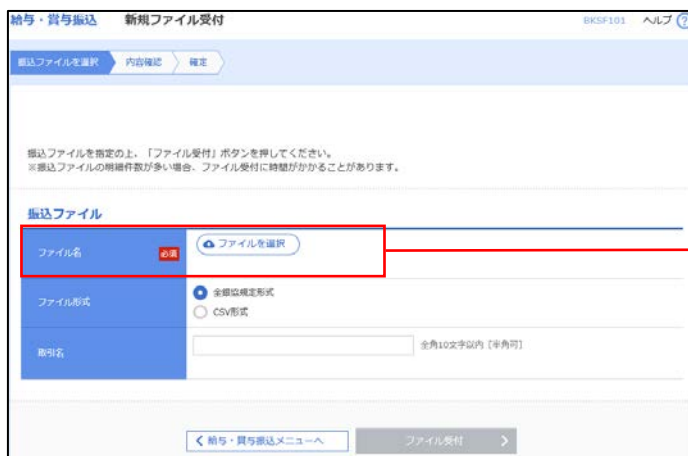 給与・賞与振込 新規ファイル受付 BKSF101 ヘルプ ?
振込ファイルを選択 内容確認 確定
振込ファイルを指定の上、「ファイル受付」ボタンを押してください。
※振込ファイルの明細件数が多い場合、ファイル受付に時間がかかることがあります。
振込ファイル
ファイル名 必須 ファイルを選択
ファイル形式 全銀協規定形式
CSV形式
取引名 全角10文字以内 [半角可]
給与・賞与振込メニューへ ファイル受付